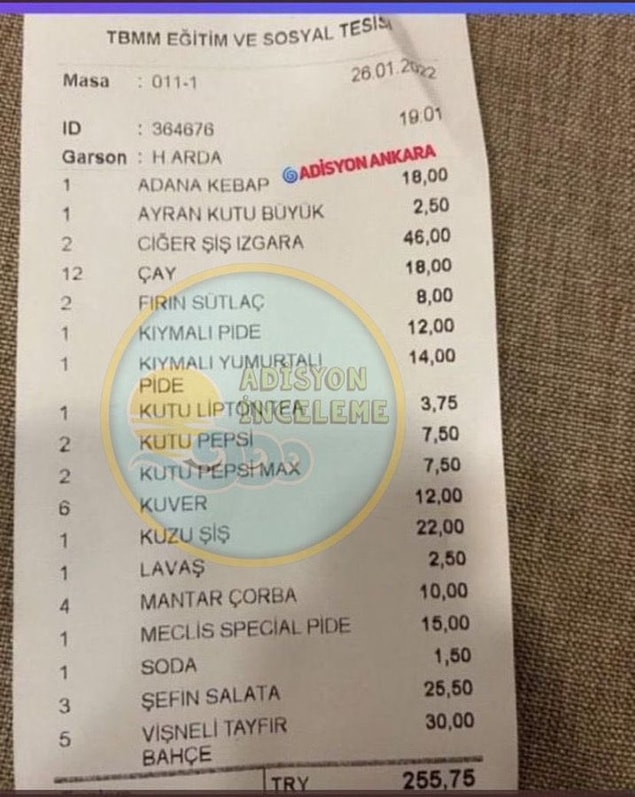 TBMM EĞİTİM VE SOSYAL TESİSİ
Masa : 011-1 26.01.2022
19:01
ID : 364676
Garson : H ARDA
ADİSYON ANKARA
1 ADANA KEBAP 18,00
1 AYRAN KUTU BÜYÜK 2,50
2 CİĞER ŞİŞ IZGARA 46,00
12 ÇAY 18,00
2 FIRIN SÜTLAÇ 8,00
1 KIYMALI PİDE 12,00
1 KIYMALI YUMURTALI 14,00
PİDE
ADİSYON
İNCELEME
1 KUTU LİPTON TEA 3,75
2 KUTU PEPSİ 7,50
2 KUTU PEPSİ MAX 7,50
6 KUVER 12,00
1 KUZU ŞİŞ 22,00
1 LAVAŞ 2,50
4 MANTAR ÇORBA 10,00
1 MECLİS SPECIAL PİDE 15,00
1 SODA 1,50
3 ŞEFİN SALATA 25,50
5 VİŞNELİ TAYFIR 30,00
BAHÇE
TRY 255,75